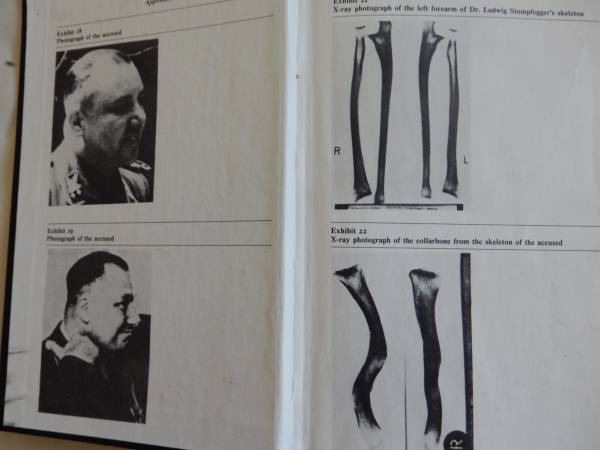 Exhibit 18
Photograph of the accused
Exhibit 19
Photograph of the accused
Exhibit 21
X-ray photograph of the left forearm of Dr. Ludwig Stumpfegger's skeleton
R
L
Exhibit 22
X-ray photograph of the collarbone from the skeleton of the accused
R